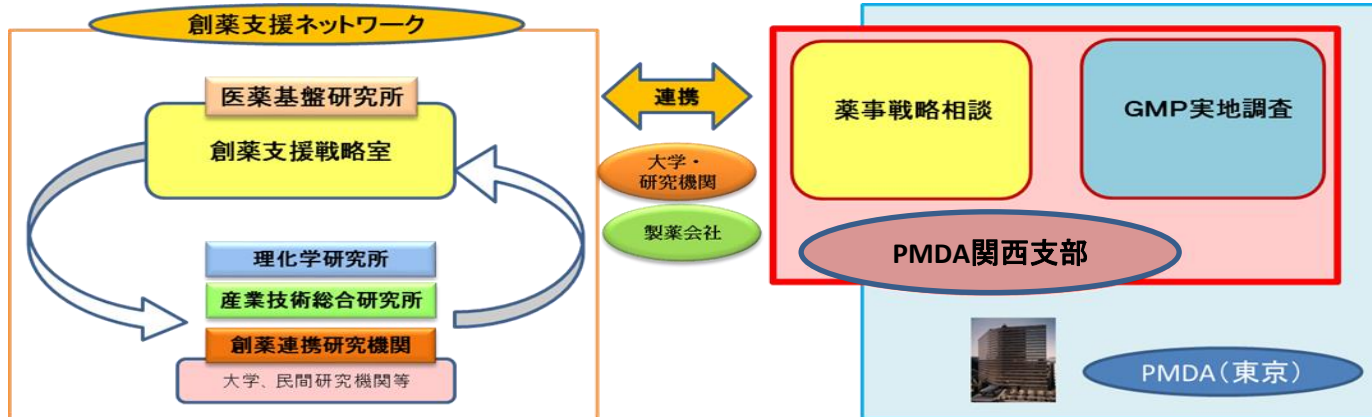 創薬支援ネットワーク
医薬基盤研究所
創薬支援戦略室
理化学研究所
産業技術総合研究所
創薬連携研究機関
大学、民間研究機関等
連携
大学・
研究機関
製薬会社
薬事戦略相談
GMP実地調査
PMDA関西支部
PMDA（東京）